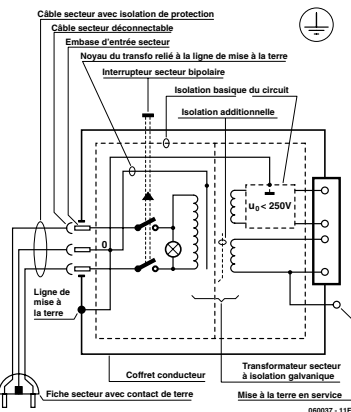 Câble secteur avec isolation de protection
Câble secteur déconnectable
Embase d'entrée secteur
Noyau du transfo relié à la ligne de mise à la terre
Interrupteur secteur bipolaire
Isolation basique du circuit
Isolation additionnelle
u₀ < 250V
0
Ligne de
mise à
la terre
Coffret conducteur
Transformateur secteur
à isolation galvanique
Fiche secteur avec contact de terre
Mise à la terre en service
060037 - 11F